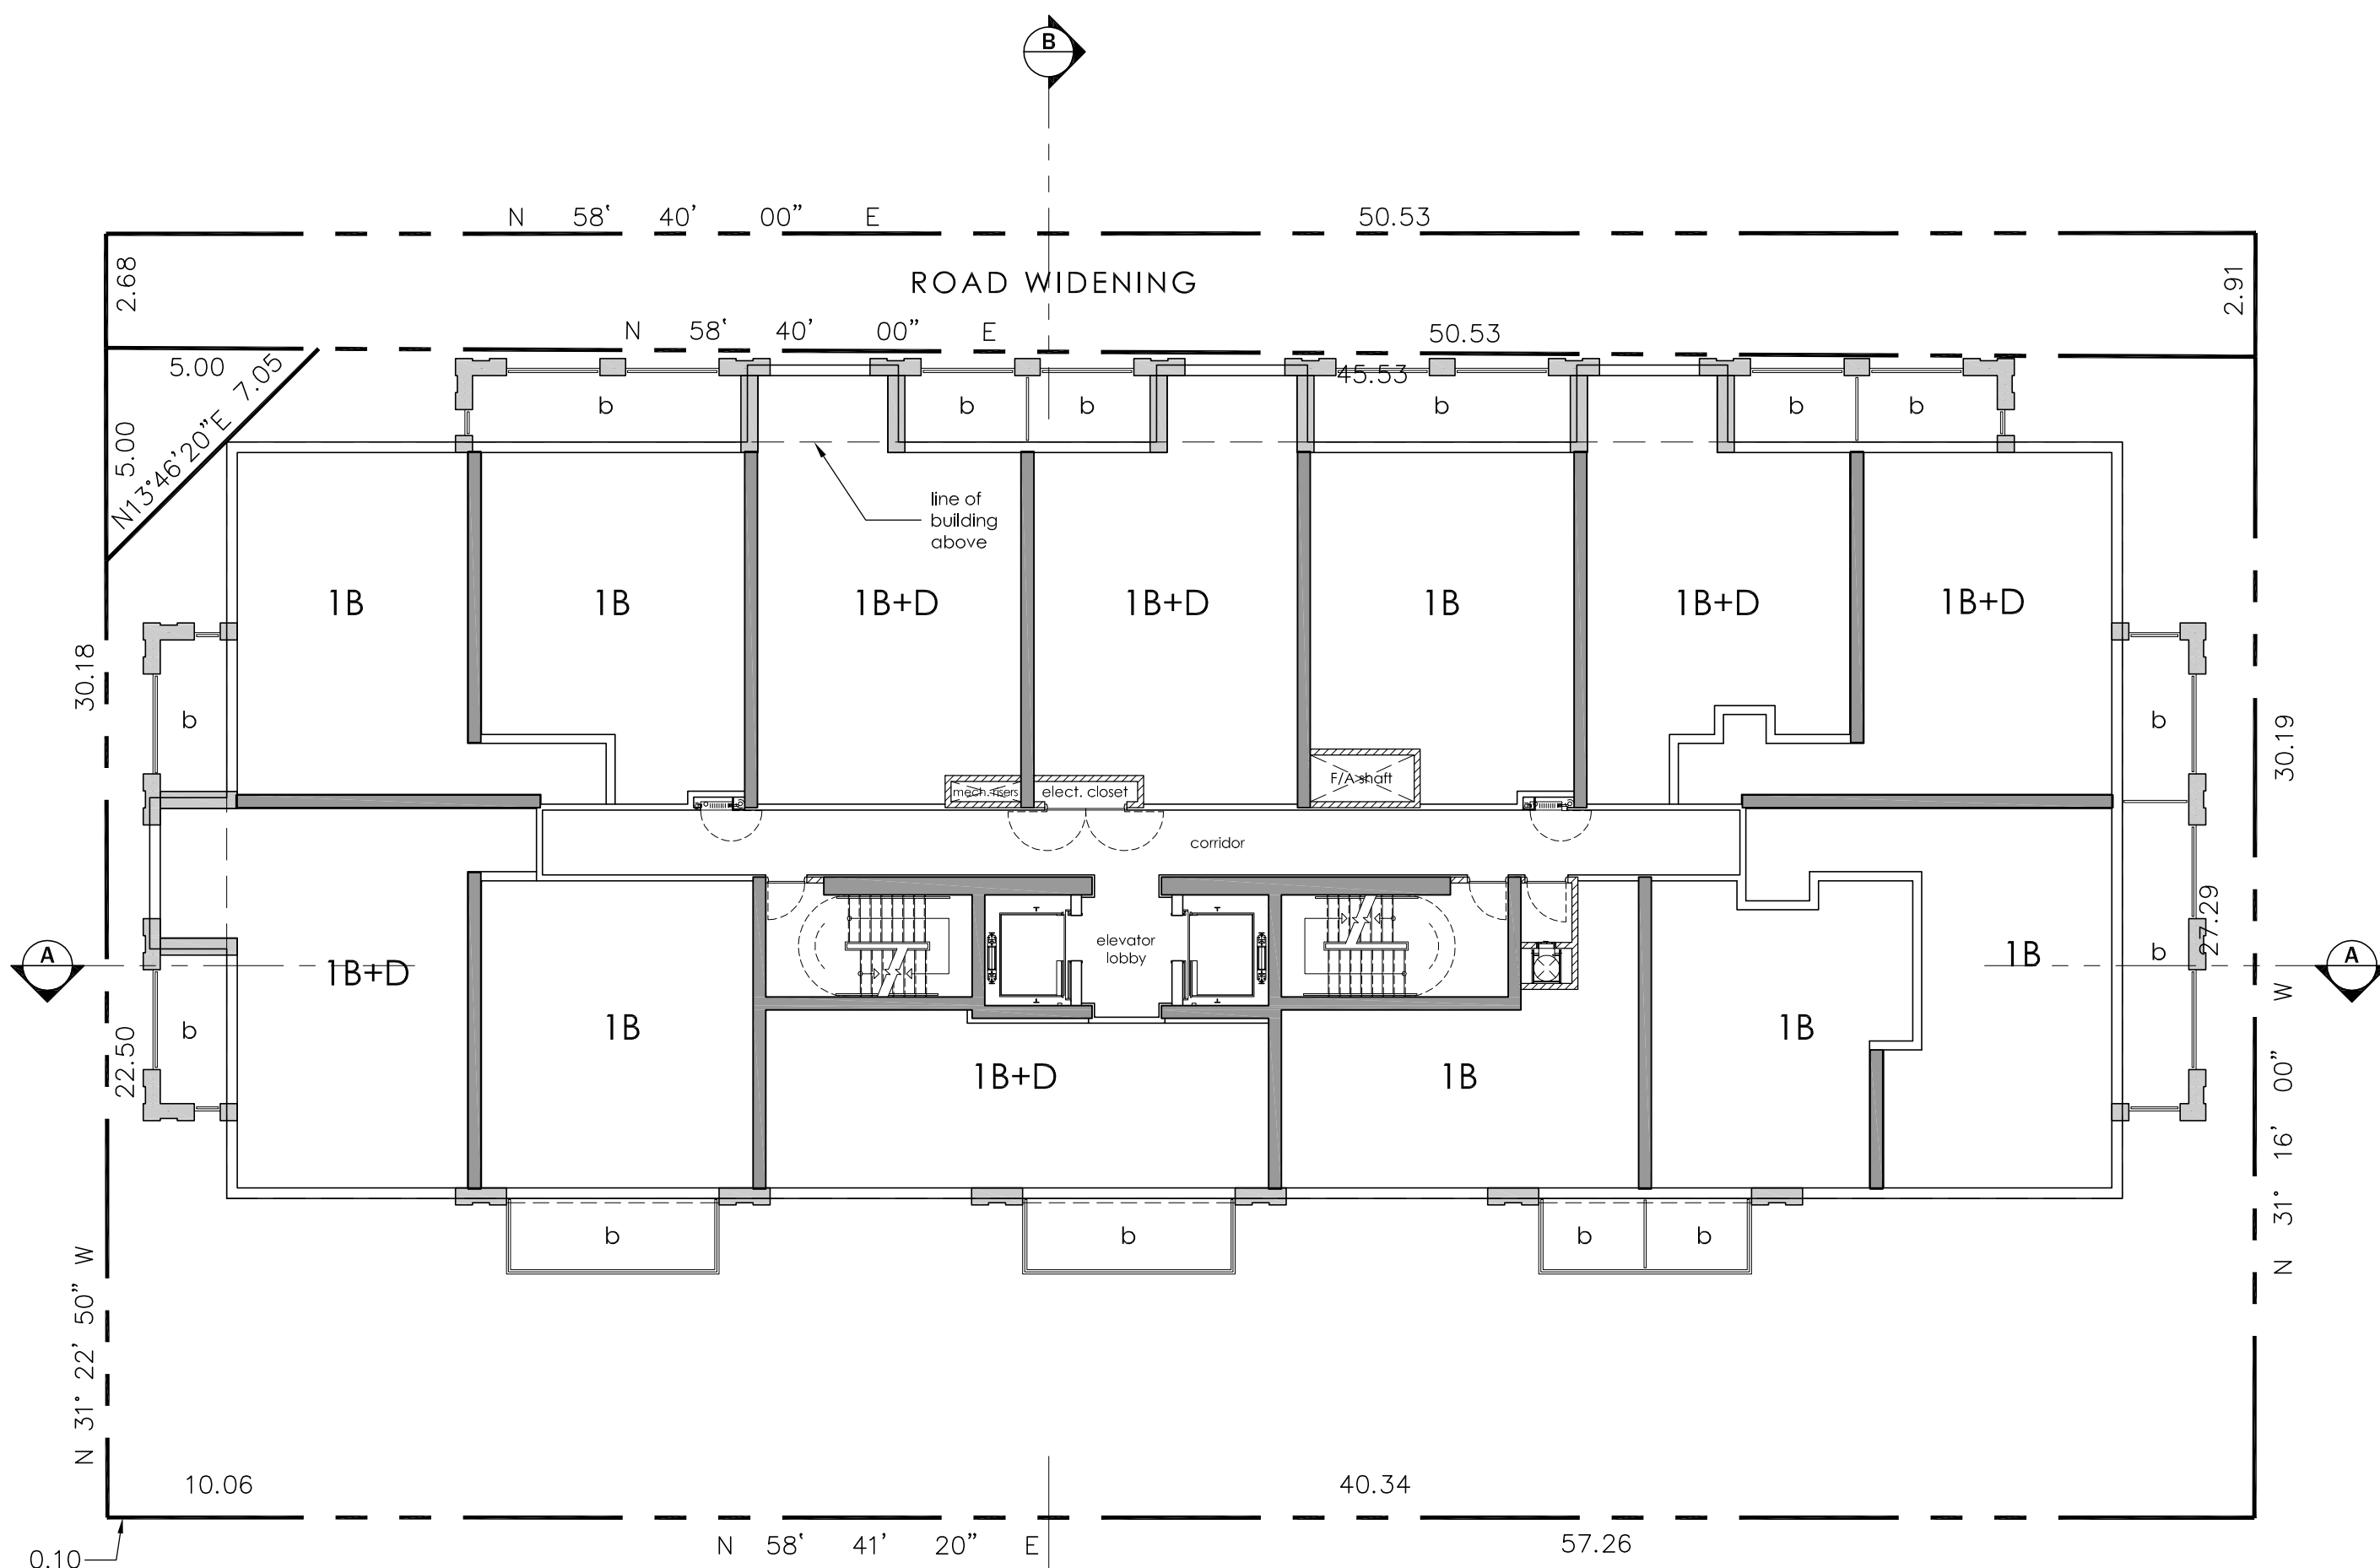 B
N 58‘ 40’ 00” E 50.53
2.68
ROAD WIDENING
2.91
N 58‘ 40’ 00” E 50.53
5.00
5.00
N13°46'20"E 7.05
45.53
b
b
b
b
b
b
line of
building
above
1B
1B
1B+D
1B+D
1B
1B+D
1B+D
30.18
b
b
30.19
mech. risers
elect. closet
F/A shaft
corridor
elevator
lobby
A
1B+D
1B
1B+D
1B
1B
1B
b
27.29
A
b
22.50
b
b
b
b
N 31° 22’ 50” W
N 31° 16’ 00” W
10.06
40.34
N 58‘ 41’ 20” E
57.26
0.10